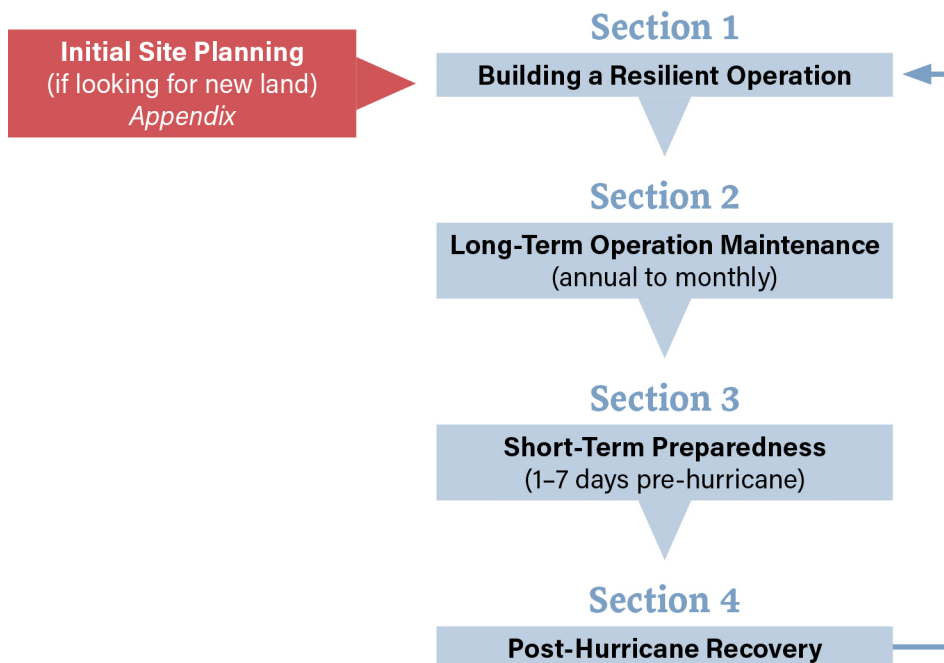 Initial Site Planning
(if looking for new land)
Appendix
Section 1
Building a Resilient Operation
Section 2
Long-Term Operation Maintenance
(annual to monthly)
Section 3
Short-Term Preparedness
(1–7 days pre-hurricane)
Section 4
Post-Hurricane Recovery